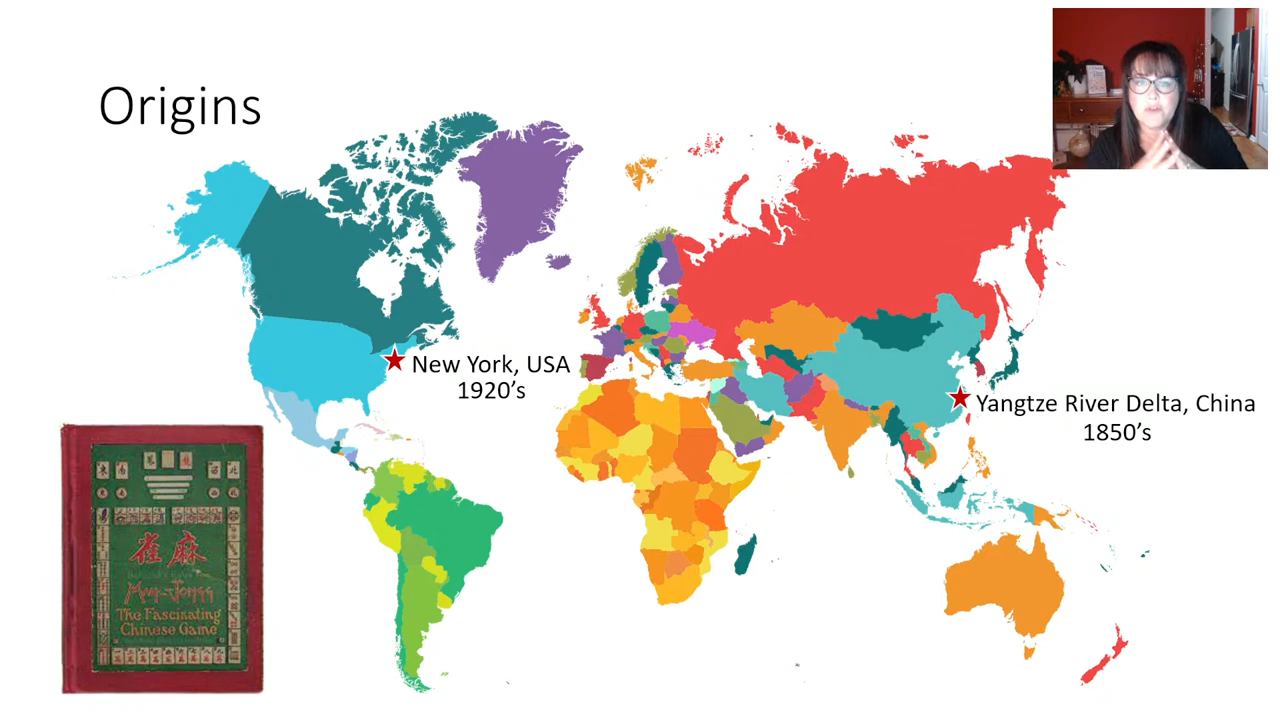 Origins
New York, USA
1920’s
Yangtze River Delta, China
1850’s
雀麻
Mah-Jongg
The Fascinating
Chinese Game